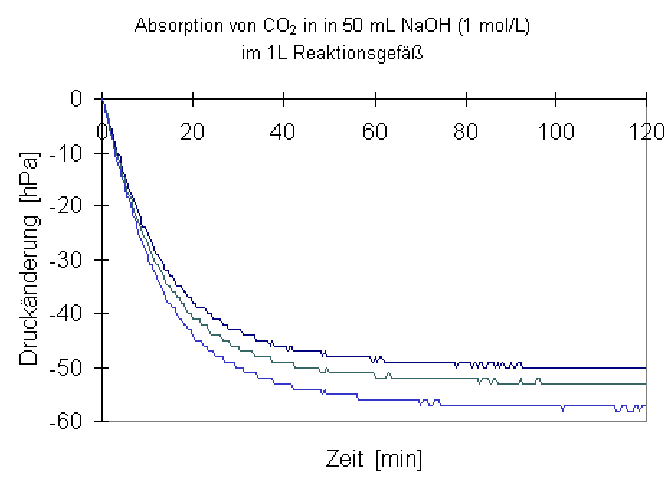 Absorption von CO₂ in in 50 mL NaOH (1 mol/L)
im 1L Reaktionsgefäß
0
0 20 40 60 80 100 120
-10
-20
-30
-40
-50
-60
Druckänderung [hPa]
Zeit [min]